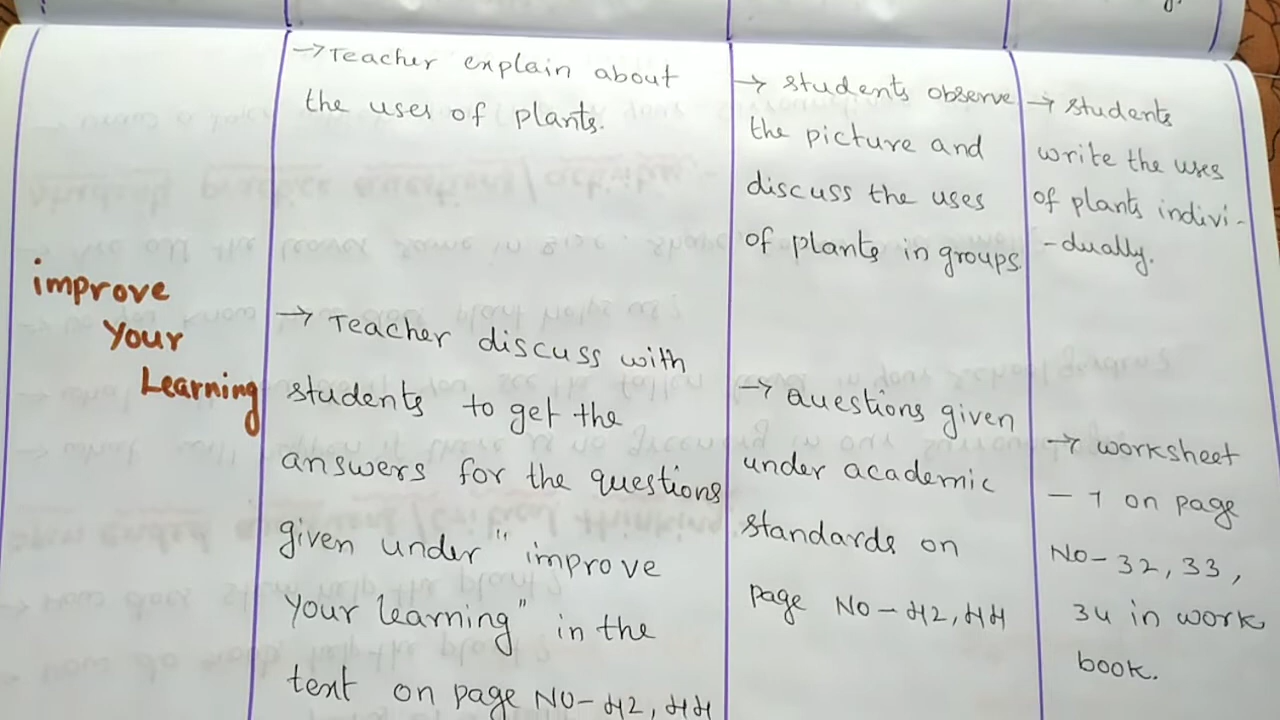 improve
Your
Learning
→ Teacher explain about
the uses of plants.
→ Teacher discuss with
students to get the
answers for the questions
given under "improve
your learning" in the
text on page NO- 42, 44
→ students observe
the picture and
discuss the uses
of plants in groups
→ Questions given
under academic
standards on
page NO - 42, 44
→ students
write the uses
of plants indivi-
-dually.
→ worksheet
- 7 on page
NO- 32, 33,
34 in work
book.